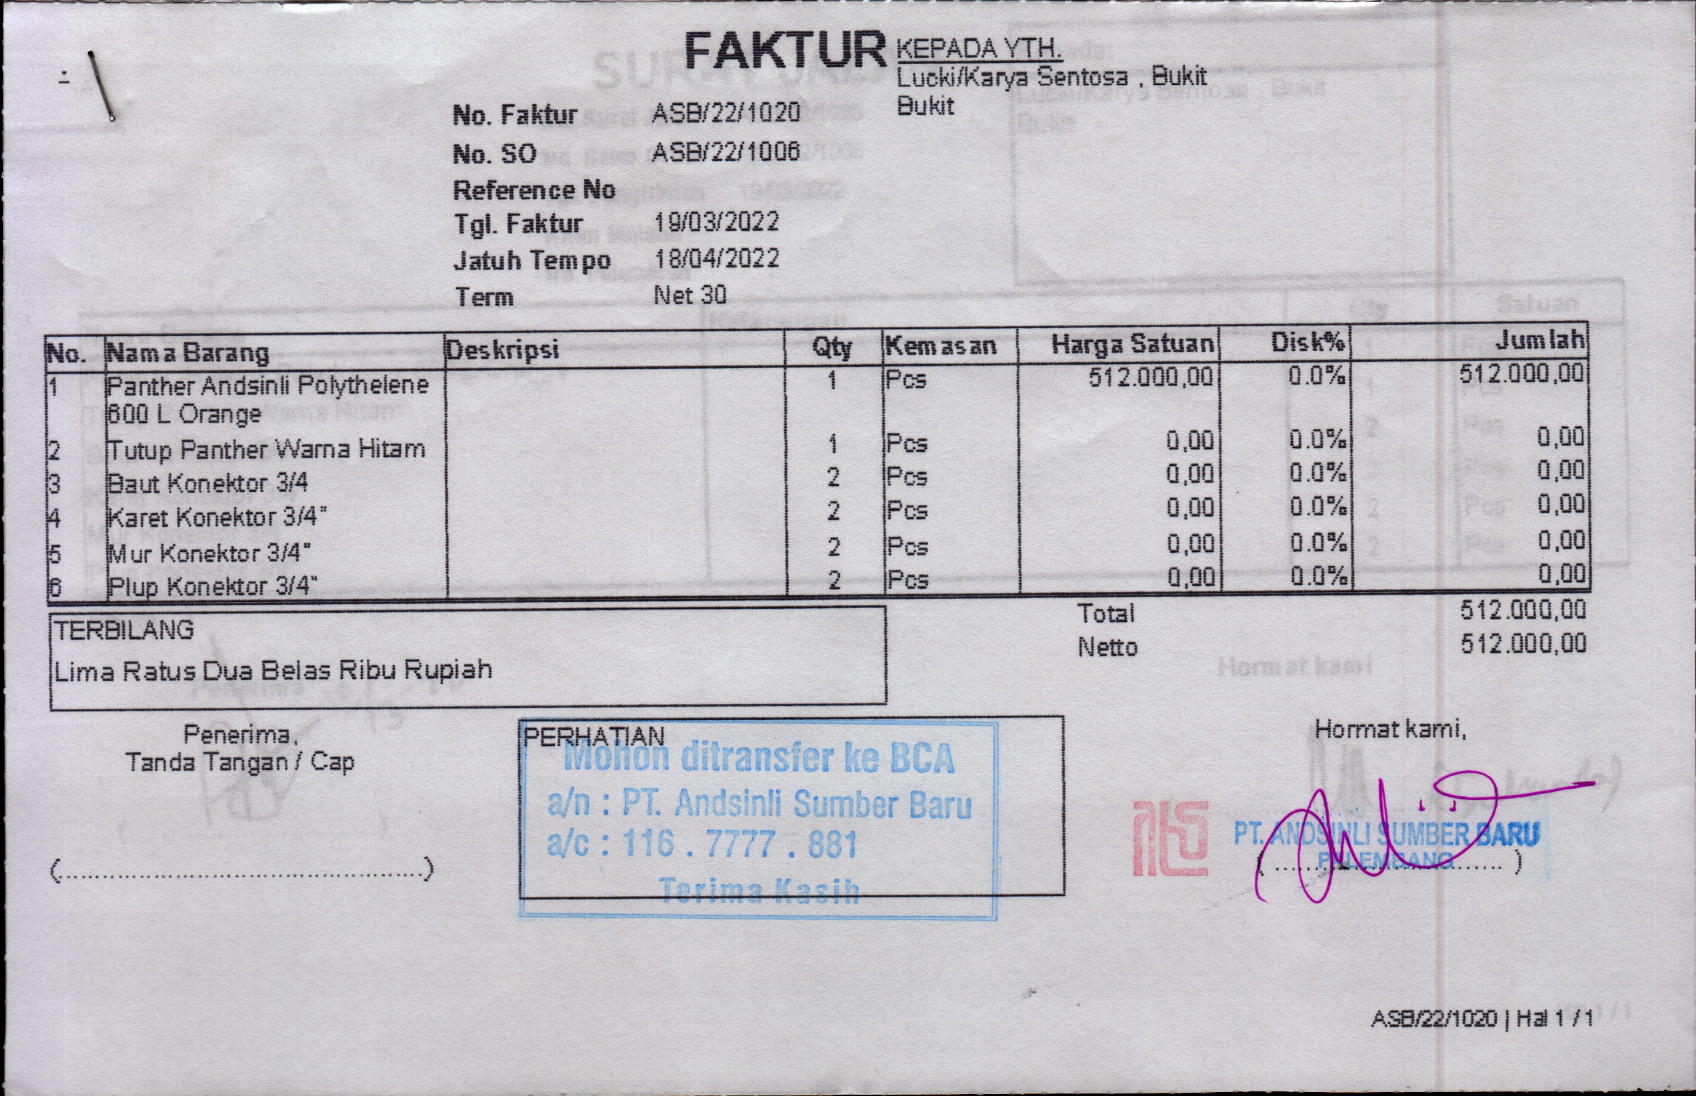 FAKTUR
KEPADA YTH.
Lucki/Karya Sentosa , Bukit
Bukit
No. Faktur ASB/22/1020
No. SO ASB/22/1006
Reference No
Tgl. Faktur 19/03/2022
Jatuh Tempo 18/04/2022
Term Net 30
No. Nama Barang Deskripsi Qty Kemasan Harga Satuan Disk% Jumlah
1 Panther Andsinli Polythelene 1 Pcs 512.000,00 0.0% 512.000,00
600 L Orange
2 Tutup Panther Warna Hitam 1 Pcs 0,00 0.0% 0,00
3 Baut Konektor 3/4 2 Pcs 0,00 0.0% 0,00
4 Karet Konektor 3/4" 2 Pcs 0,00 0.0% 0,00
5 Mur Konektor 3/4" 2 Pcs 0,00 0.0% 0,00
6 Plup Konektor 3/4" 2 Pcs 0,00 0.0% 0,00
Total 512.000,00
Netto 512.000,00
TERBILANG
Lima Ratus Dua Belas Ribu Rupiah
Penerima,
Tanda Tangan / Cap
(..................................................)
PERHATIAN
Mohon ditransfer ke BCA
a/n : PT. Andsinli Sumber Baru
a/c : 116 . 7777 . 881
Terima Kasih
Hormat kami,
PT. ANDSINLI SUMBER BARU
PALEMBANG
ASB/22/1020 | Hal 1 / 1